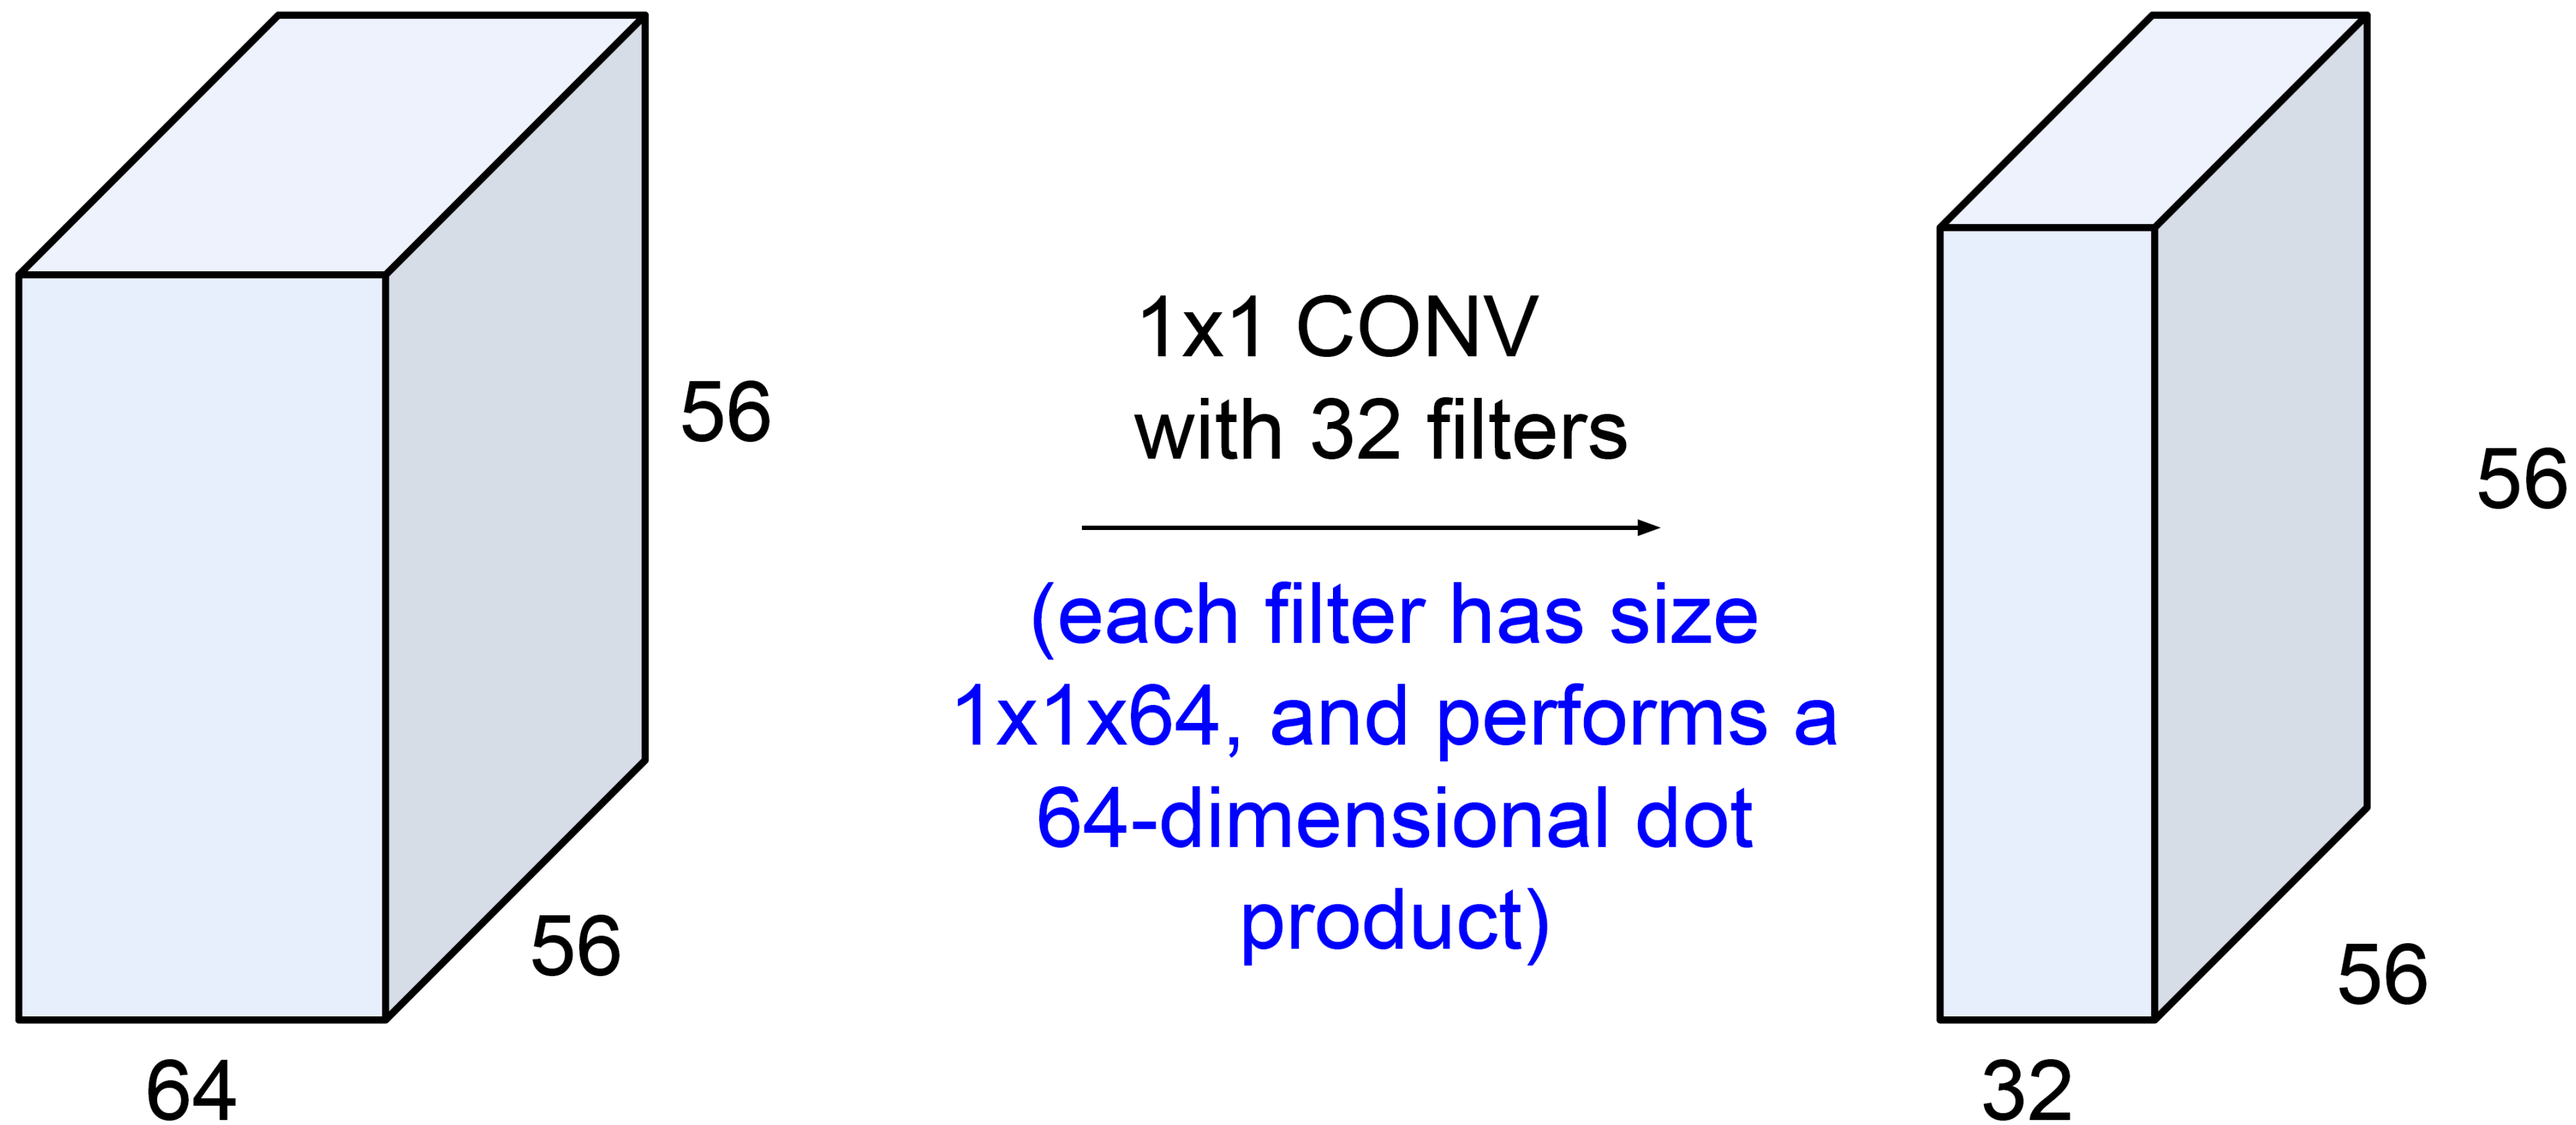 56
56
64
1x1 CONV
with 32 filters
(each filter has size
1x1x64, and performs a
64-dimensional dot
product)
56
56
32